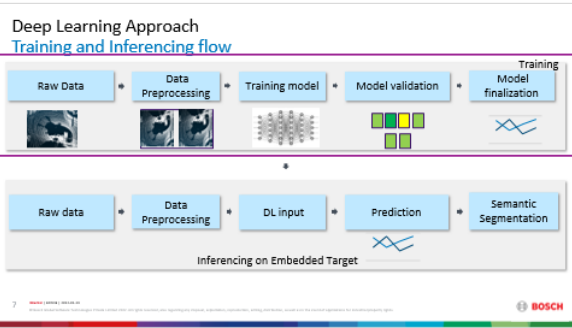 Deep Learning Approach
Training and Inferencing flow
Training
Raw Data
Data
Preprocessing
Training model
Model validation
Model
finalization
Raw data
Data
Preprocessing
DL input
Prediction
Semantic
Segmentation
Inferencing on Embedded Target
7
BOSCH